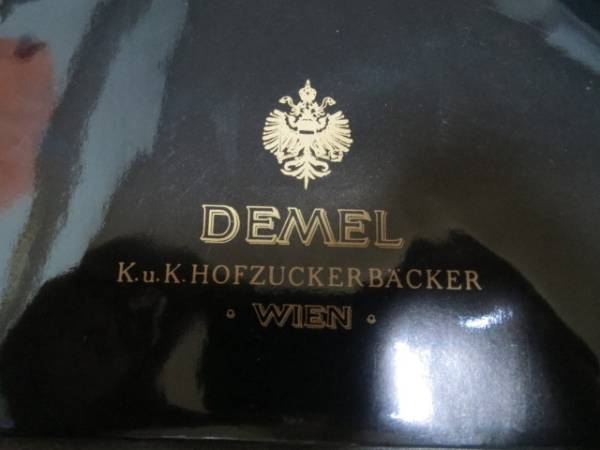 DEMEL
K.u.K. HOFZUCKERBÄCKER
· WIEN ·